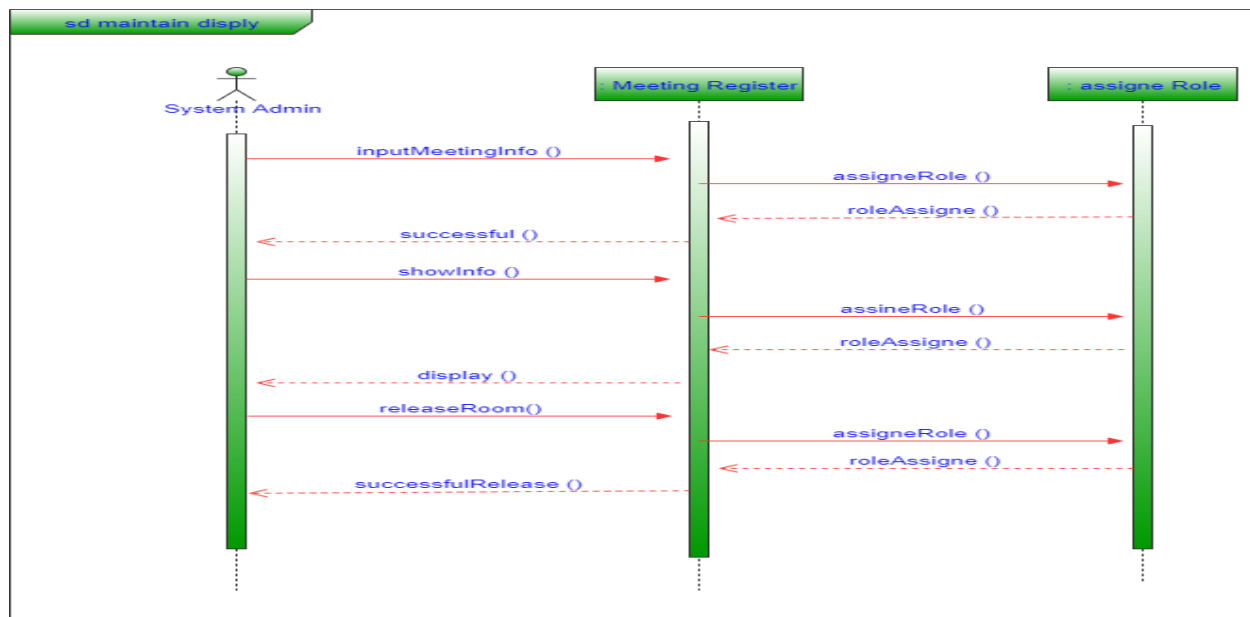 sd maintain disply
System Admin
: Meeting Register
: assigne Role
inputMeetingInfo ()
assigneRole ()
roleAssigne ()
successful ()
showInfo ()
assineRole ()
roleAssigne ()
display ()
releaseRoom()
assigneRole ()
roleAssigne ()
successfulRelease ()